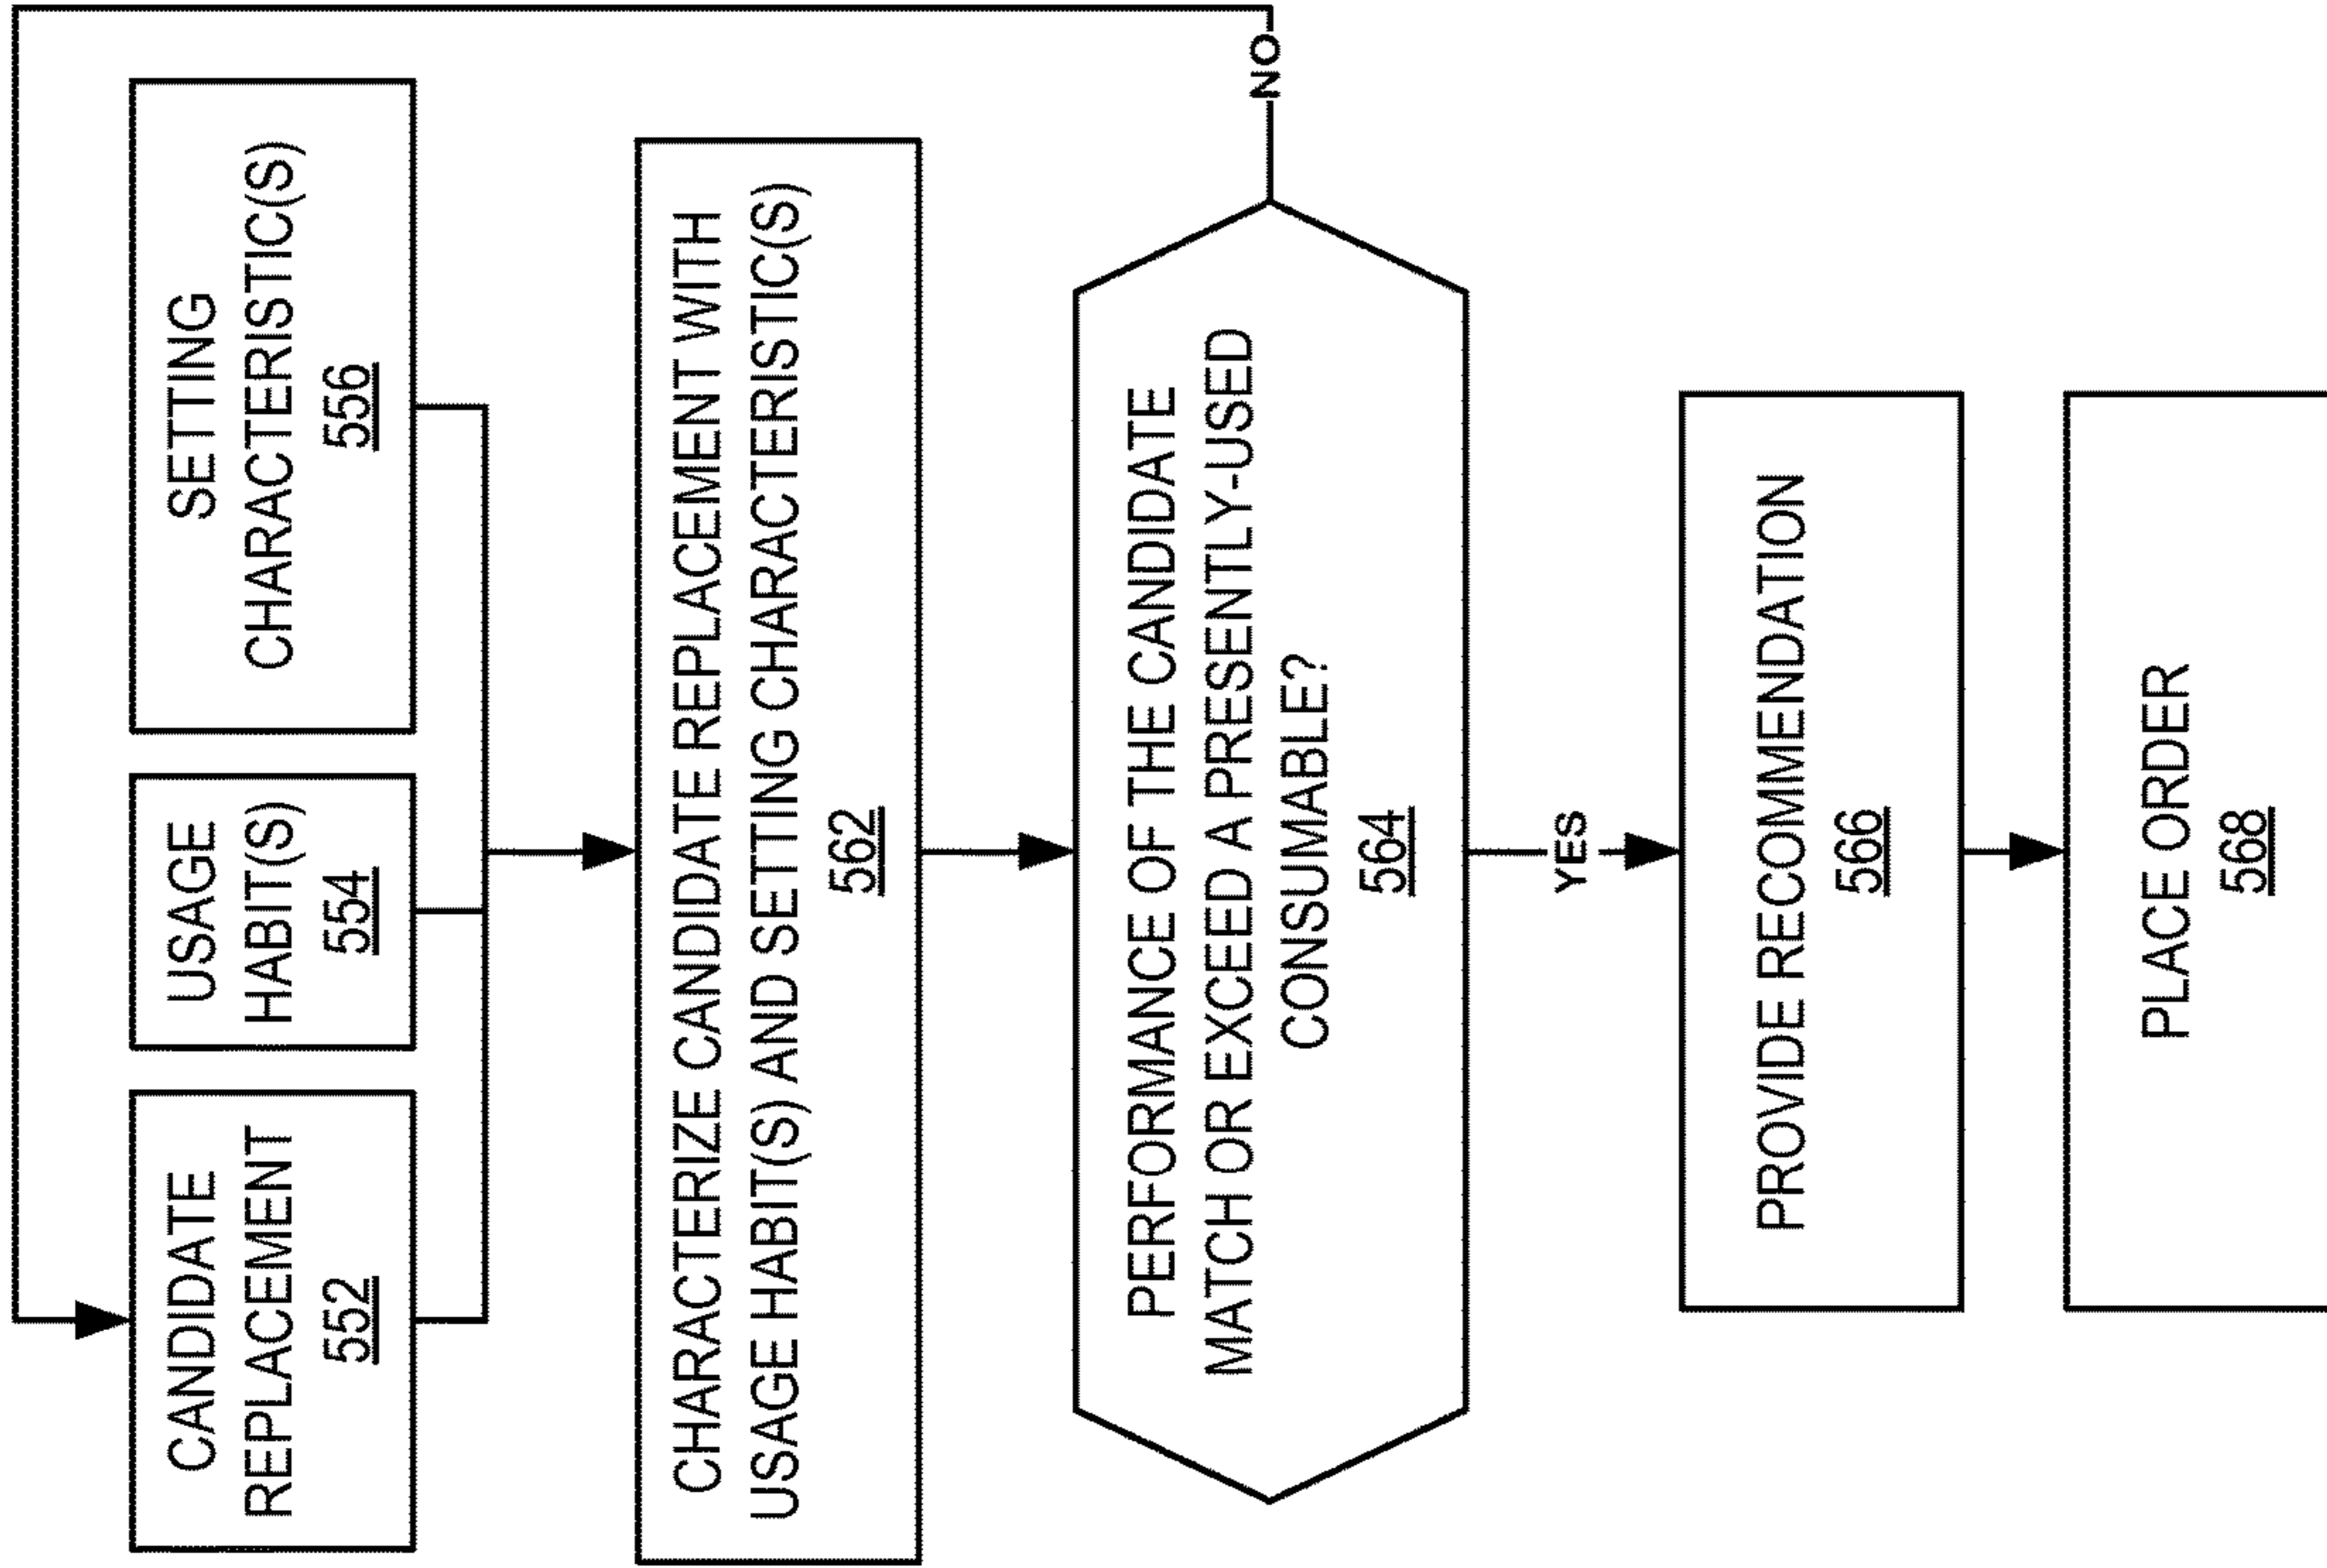 CANDIDATE
REPLACEMENT
552
USAGE
HABIT(S)
554
SETTING
CHARACTERISTIC(S)
556
CHARACTERIZE CANDIDATE REPLACEMENT WITH
USAGE HABIT(S) AND SETTING CHARACTERISTIC(S)
562
PERFORMANCE OF THE CANDIDATE
MATCH OR EXCEED A PRESENTLY-USED
CONSUMABLE?
564
NO
YES
PROVIDE RECOMMENDATION
566
PLACE ORDER
568